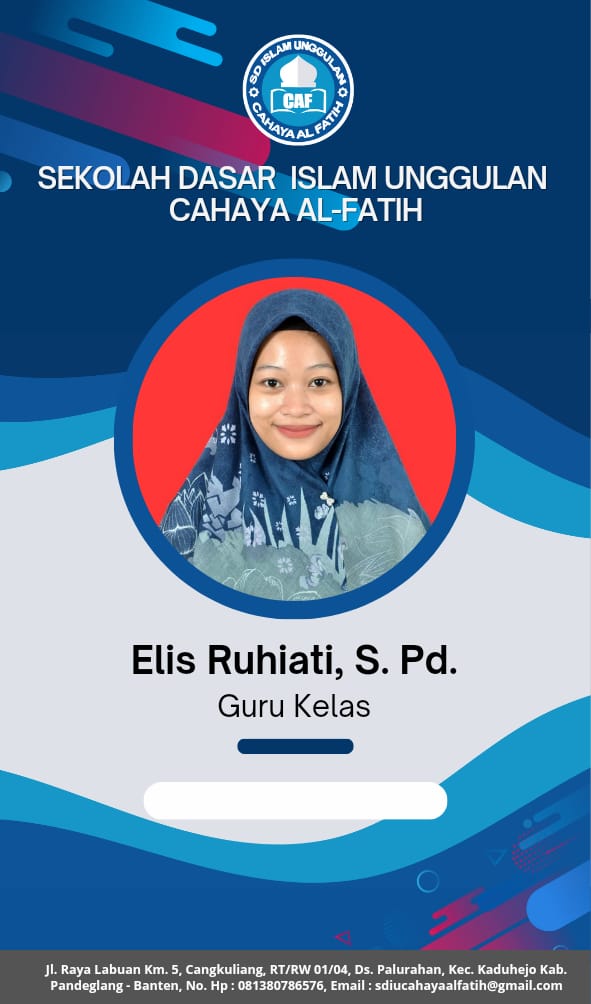 SD ISLAM UNGGULAN
CAF
CAHAYA AL FATIH
SEKOLAH DASAR ISLAM UNGGULAN
CAHAYA AL-FATIH
Elis Ruhiati, S. Pd.
Guru Kelas
Jl. Raya Labuan Km. 5, Cangkuliang, RT/RW 01/04, Ds. Palurahan, Kec. Kaduhejo Kab.
Pandeglang - Banten, No. Hp : 081380786576, Email : sdiucahayaalfatih@gmail.com